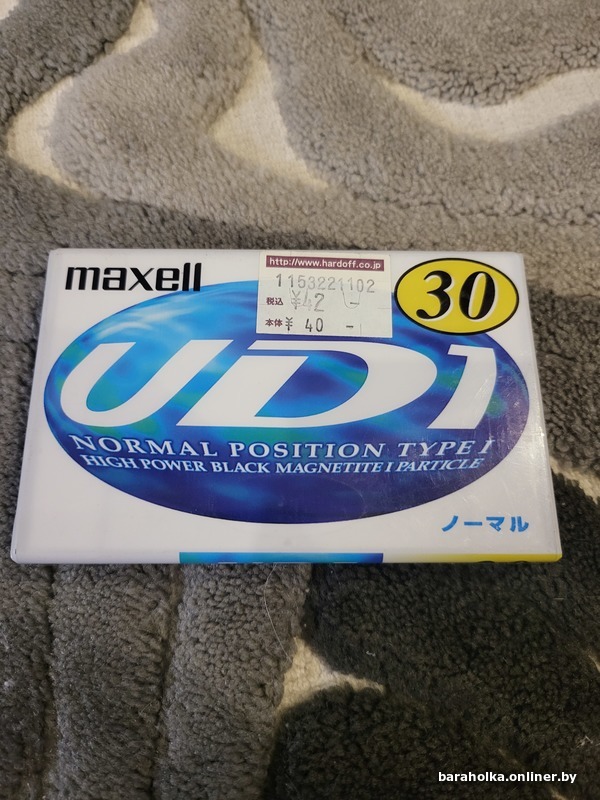 maxell
http://www.hardoff.co.jp
1153221102
税込 ¥42 -
本体 ¥ 40 -
30
UD1
NORMAL POSITION TYPE I
HIGH POWER BLACK MAGNETITE I PARTICLE
ノーマル
baraholka.onliner.by